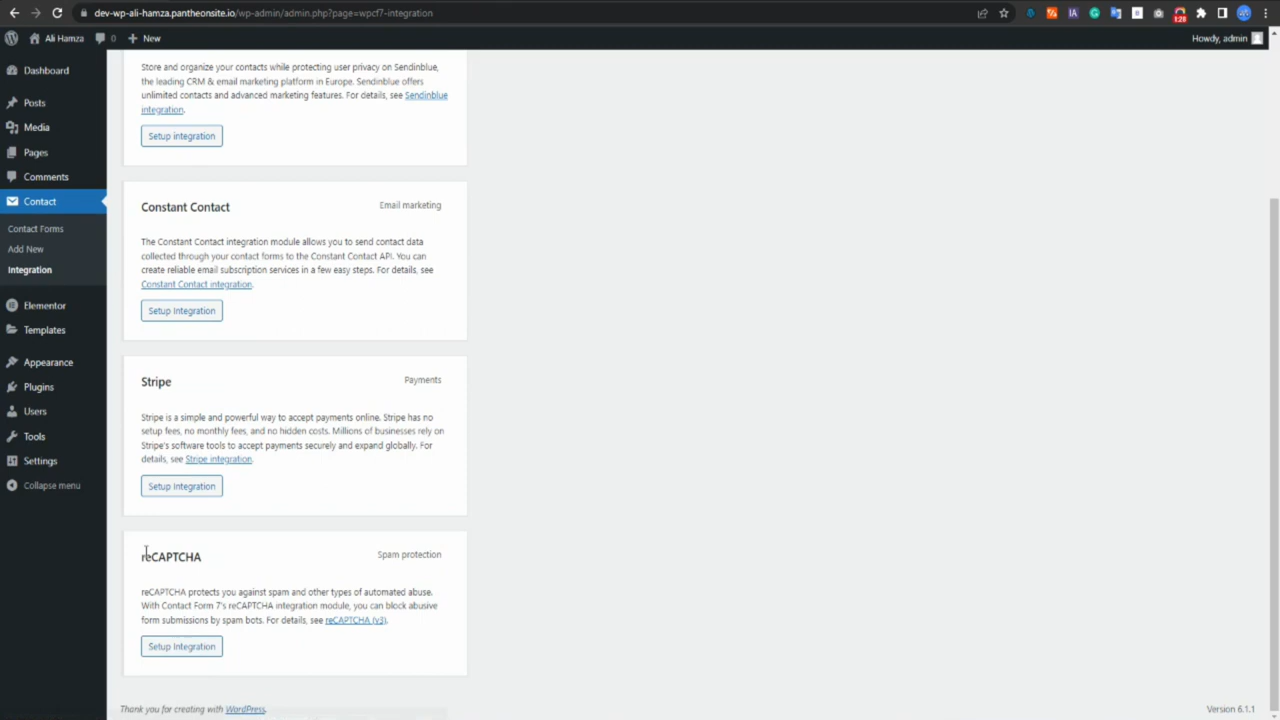 dev-wp-ali-hamza.pantheonsite.io/wp-admin/admin.php?page=wpcf7-integration
Ali Hamza
0
New
Howdy, admin
1:28
Dashboard
Posts
Media
Pages
Comments
Contact
Contact Forms
Add New
Integration
Elementor
Templates
Appearance
Plugins
Users
Tools
Settings
Collapse menu
Store and organize your contacts while protecting user privacy on Sendinblue,
the leading CRM & email marketing platform in Europe. Sendinblue offers
unlimited contacts and advanced marketing features. For details, see Sendinblue
integration.
Setup integration
Constant Contact
Email marketing
The Constant Contact integration module allows you to send contact data
collected through your contact forms to the Constant Contact API. You can
create reliable email subscription services in a few easy steps. For details, see
Constant Contact integration.
Setup Integration
Stripe
Payments
Stripe is a simple and powerful way to accept payments online. Stripe has no
setup fees, no monthly fees, and no hidden costs. Millions of businesses rely on
Stripe's software tools to accept payments securely and expand globally. For
details, see Stripe integration.
Setup Integration
reCAPTCHA
Spam protection
reCAPTCHA protects you against spam and other types of automated abuse.
With Contact Form 7's reCAPTCHA integration module, you can block abusive
form submissions by spam bots. For details, see reCAPTCHA (v3).
Setup Integration
Thank you for creating with WordPress.
Version 6.1.1